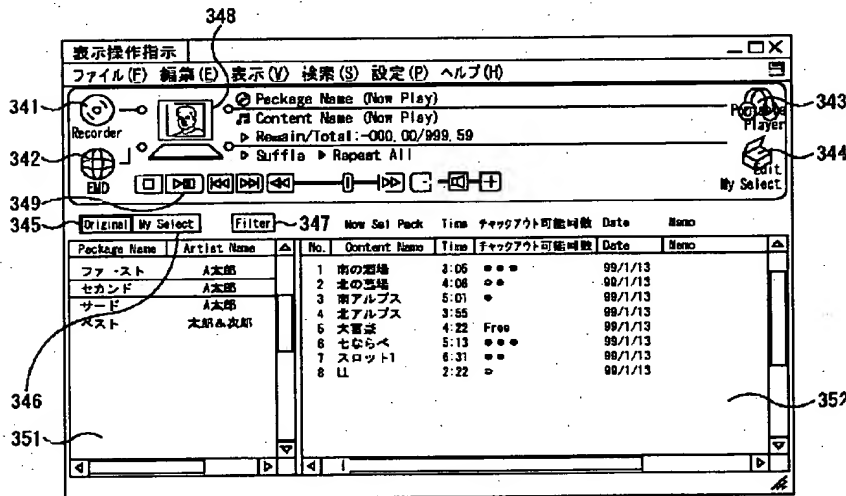 348
表示操作指示
ファイル(F) 編集(E) 表示(V) 検索(S) 設定(P) ヘルプ(H)
341
Recorder
342
EMD
Package Name (Now Play)
Content Name (Now Play)
Remain/Total:-000,00/999,59
Suffle Repeat All
343
Player
344
Edit
My Select
349
345
Original My Select
Filter
347
Now Sel Pack Time チャックアウト可能回数 Date Memo
Package Name Artist Name
ファースト A太郎
セカンド A太郎
サード A太郎
ベスト 太郎&次郎
No. Content Name Time チャックアウト可能回数 Date Memo
1 南の酒場 3:05 99/1/13
2 北の酒場 4:06 99/1/13
3 南アルプス 5:01 99/1/13
4 北アルプス 3:55 99/1/13
5 4:22 Free 99/1/13
6 七ならべ 5:13 99/1/13
7 スロット1 6:31 99/1/13
8 LL 2:22 99/1/13
346
351
352